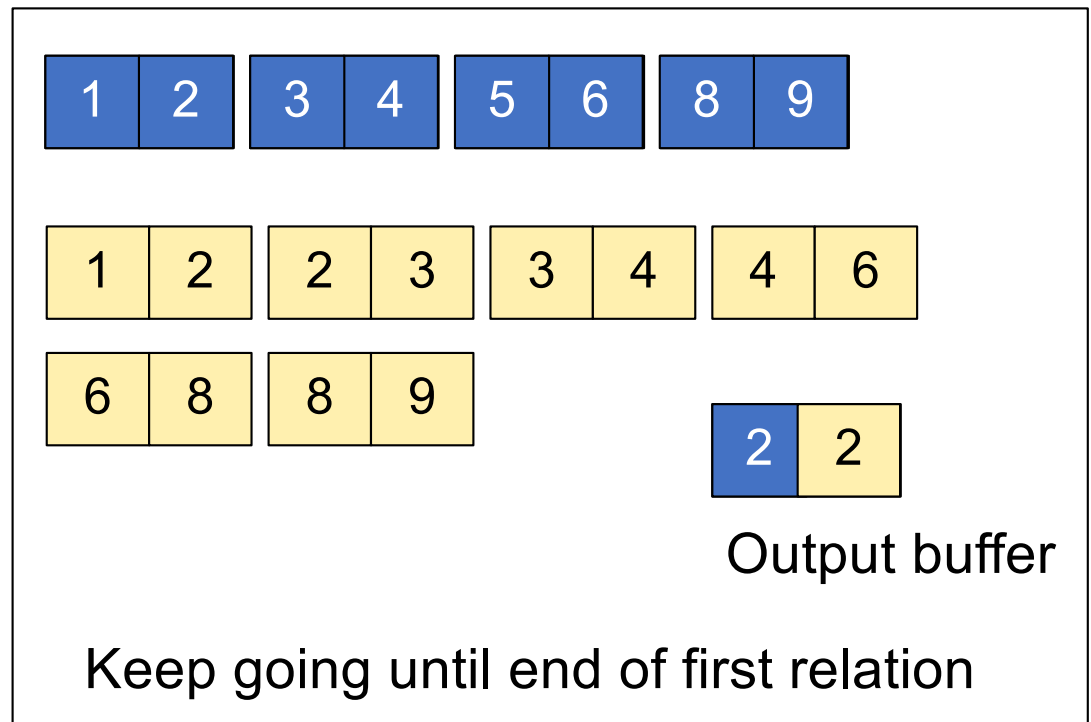 1 2 3 4 5 6 8 9
1 2 2 3 3 4 4 6
6 8 8 9
2 2
Output buffer
Keep going until end of first relation